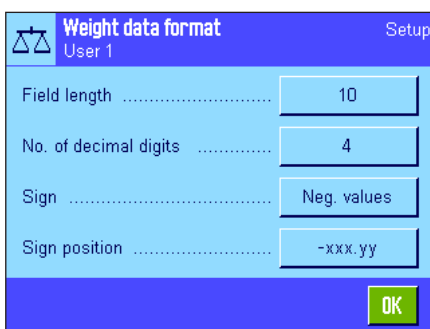 Weight data format
Setup
User 1
Field length ........................... 10
No. of decimal digits ............. 4
Sign ..................................... Neg. values
Sign position ......................... -xxx.yy
OK